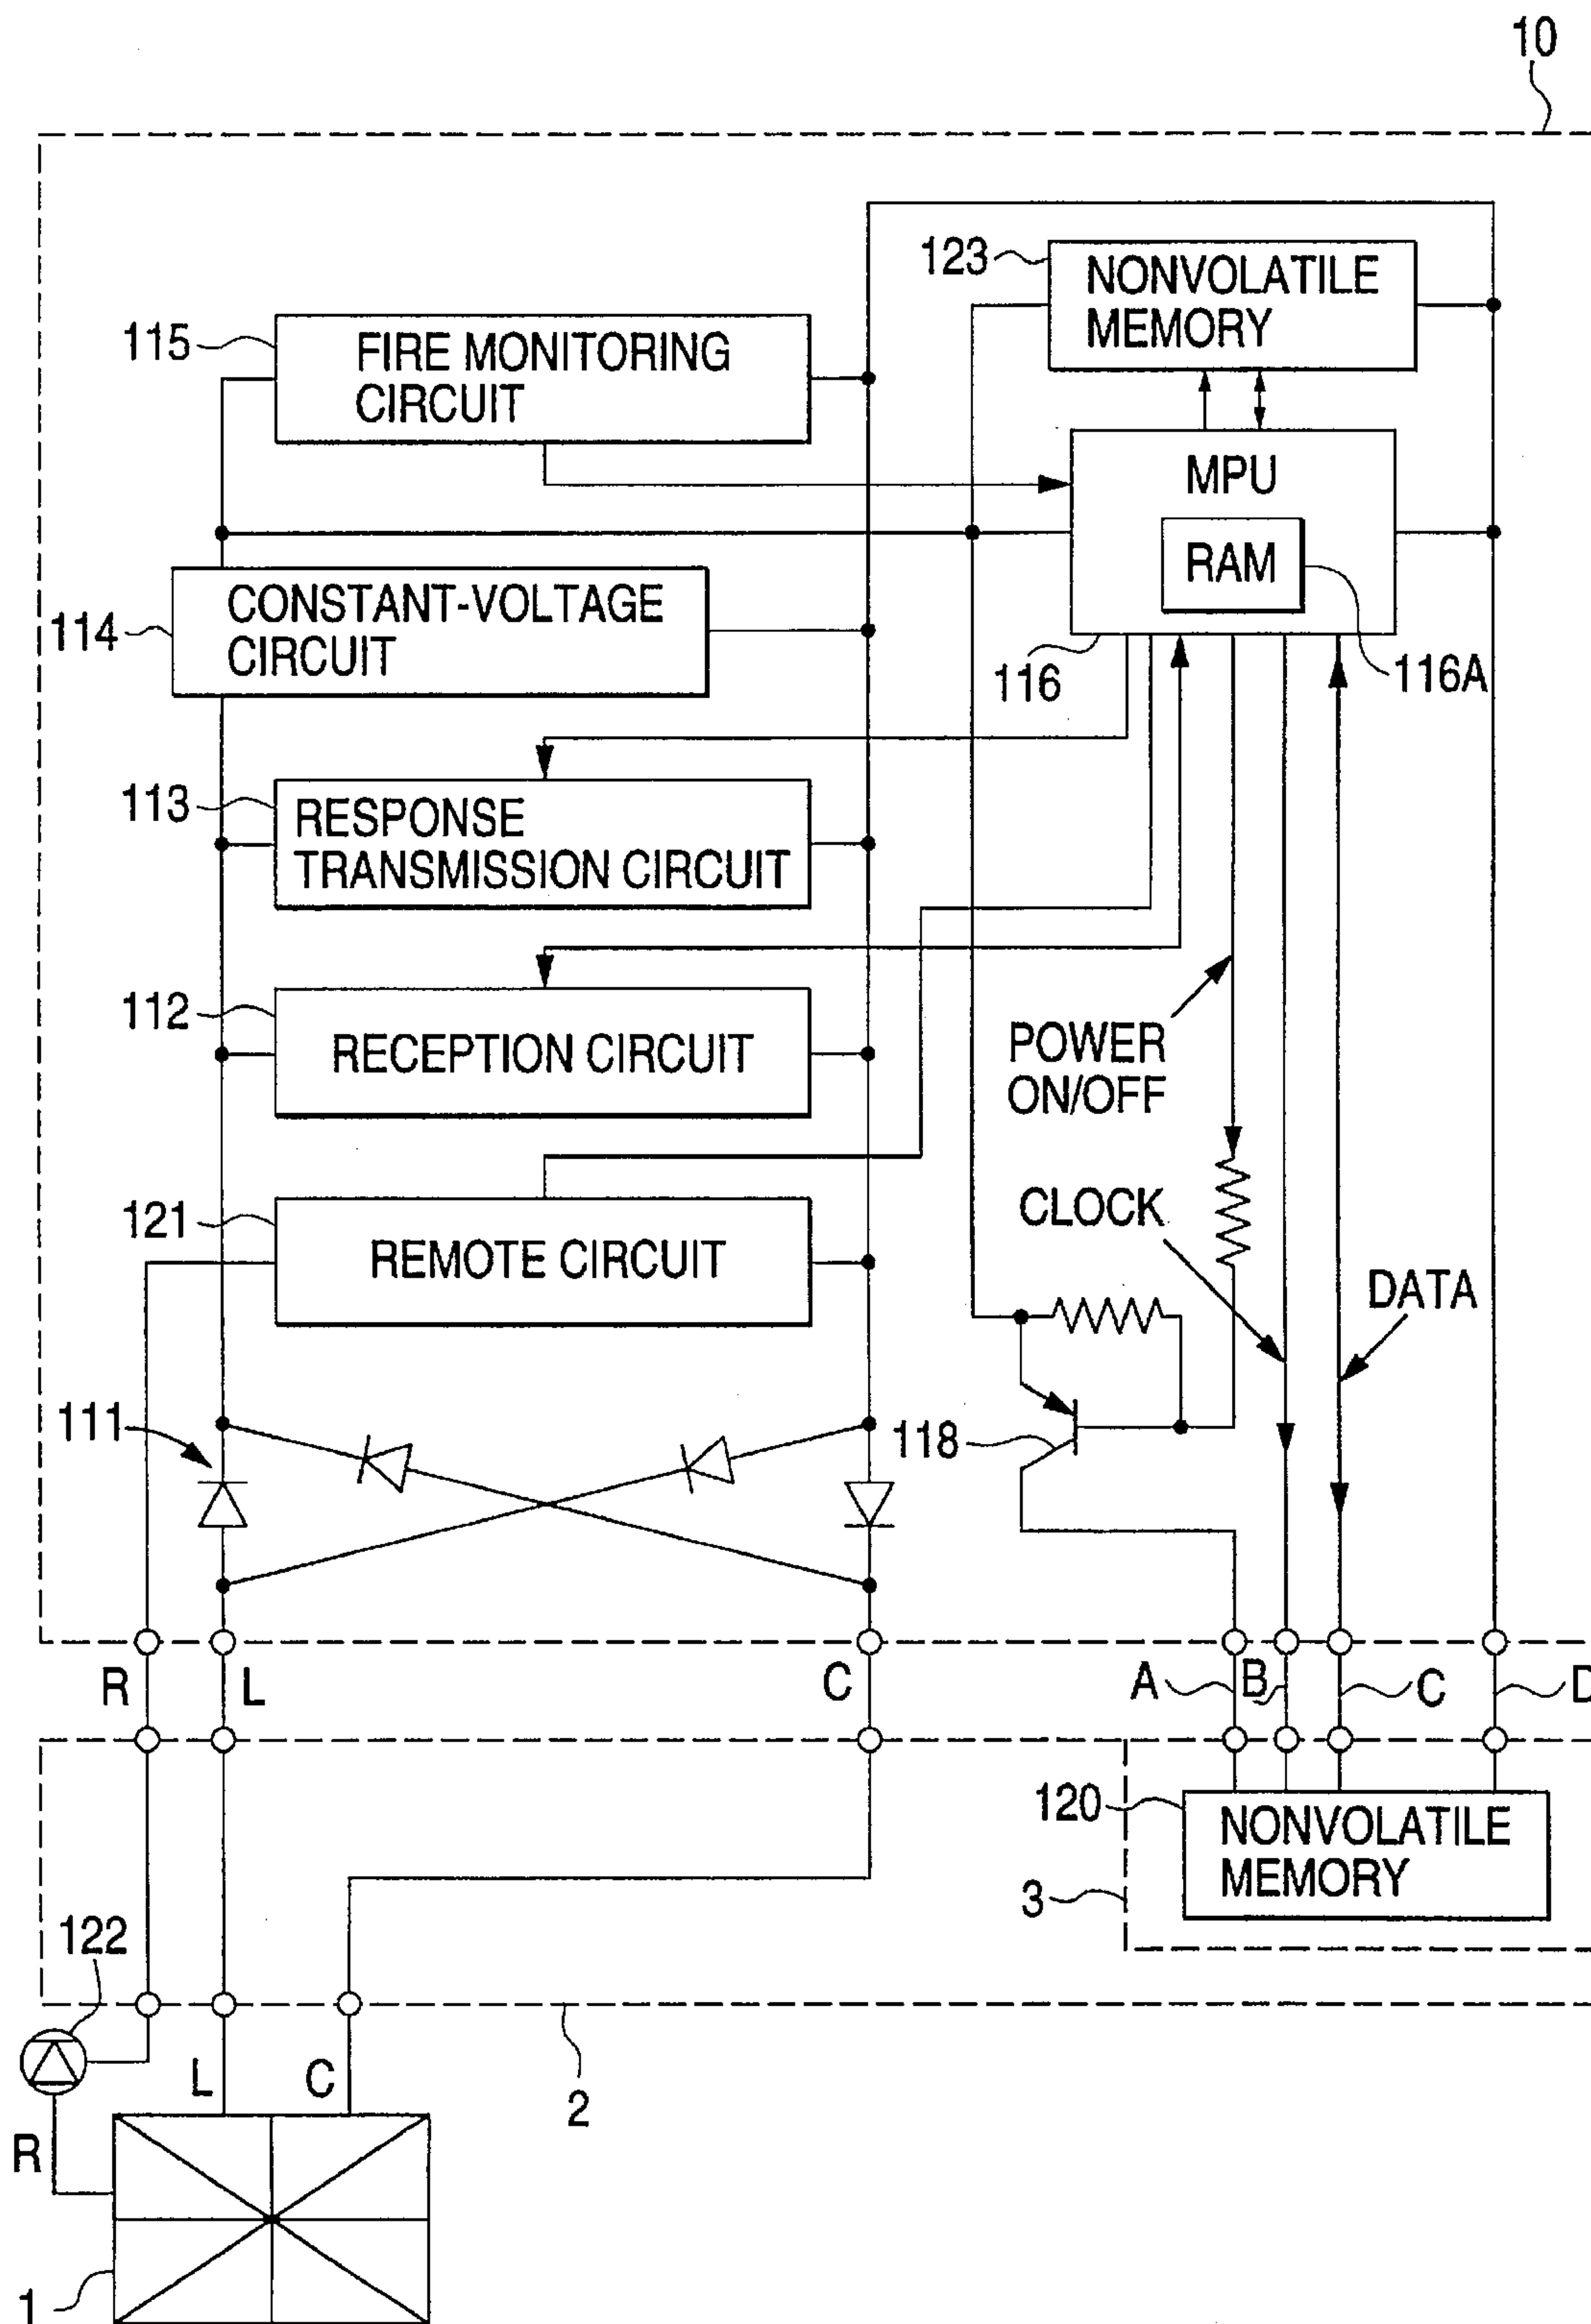 10
123
NONVOLATILE
MEMORY
115
FIRE MONITORING
CIRCUIT
MPU
RAM
114
CONSTANT-VOLTAGE
CIRCUIT
116
116A
113
RESPONSE
TRANSMISSION CIRCUIT
112
RECEPTION CIRCUIT
POWER
ON/OFF
121
REMOTE CIRCUIT
CLOCK
DATA
111
118
R
L
C
A
B
C
D
120
NONVOLATILE
MEMORY
3
122
L
C
2
R
1